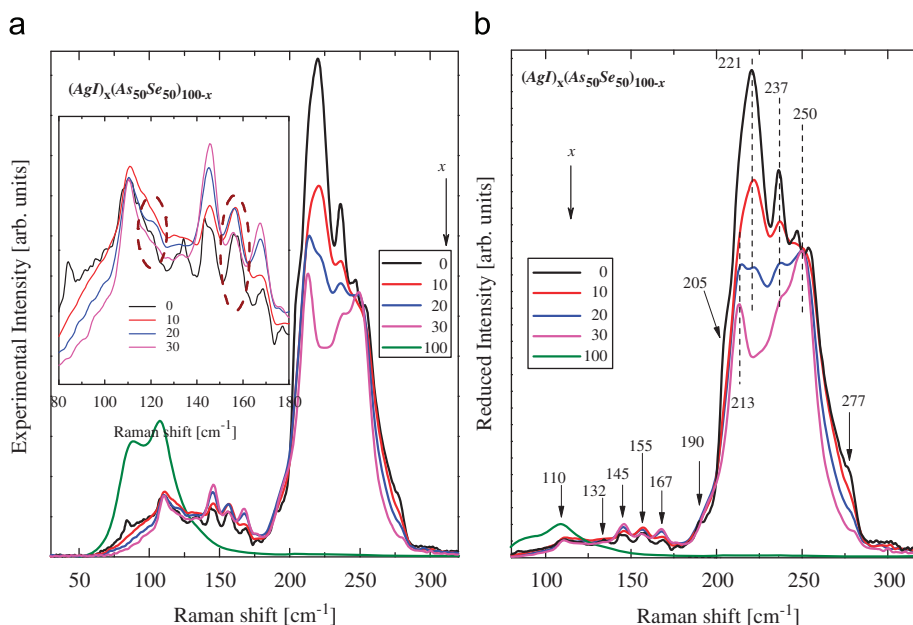 a
(AgI)x(As50Se50)100-x
Experimental Intensity [arb. units]
x
0
10
20
30
100
0
10
20
30
80 100 120 140 160 180
Raman shift [cm-1]
50 100 150 200 250 300
Raman shift [cm-1]
b
(AgI)x(As50Se50)100-x
Reduced Intensity [arb. units]
x
0
10
20
30
100
221
237
250
205
213
277
190
110
132
145
155
167
100 150 200 250 300
Raman shift [cm-1]